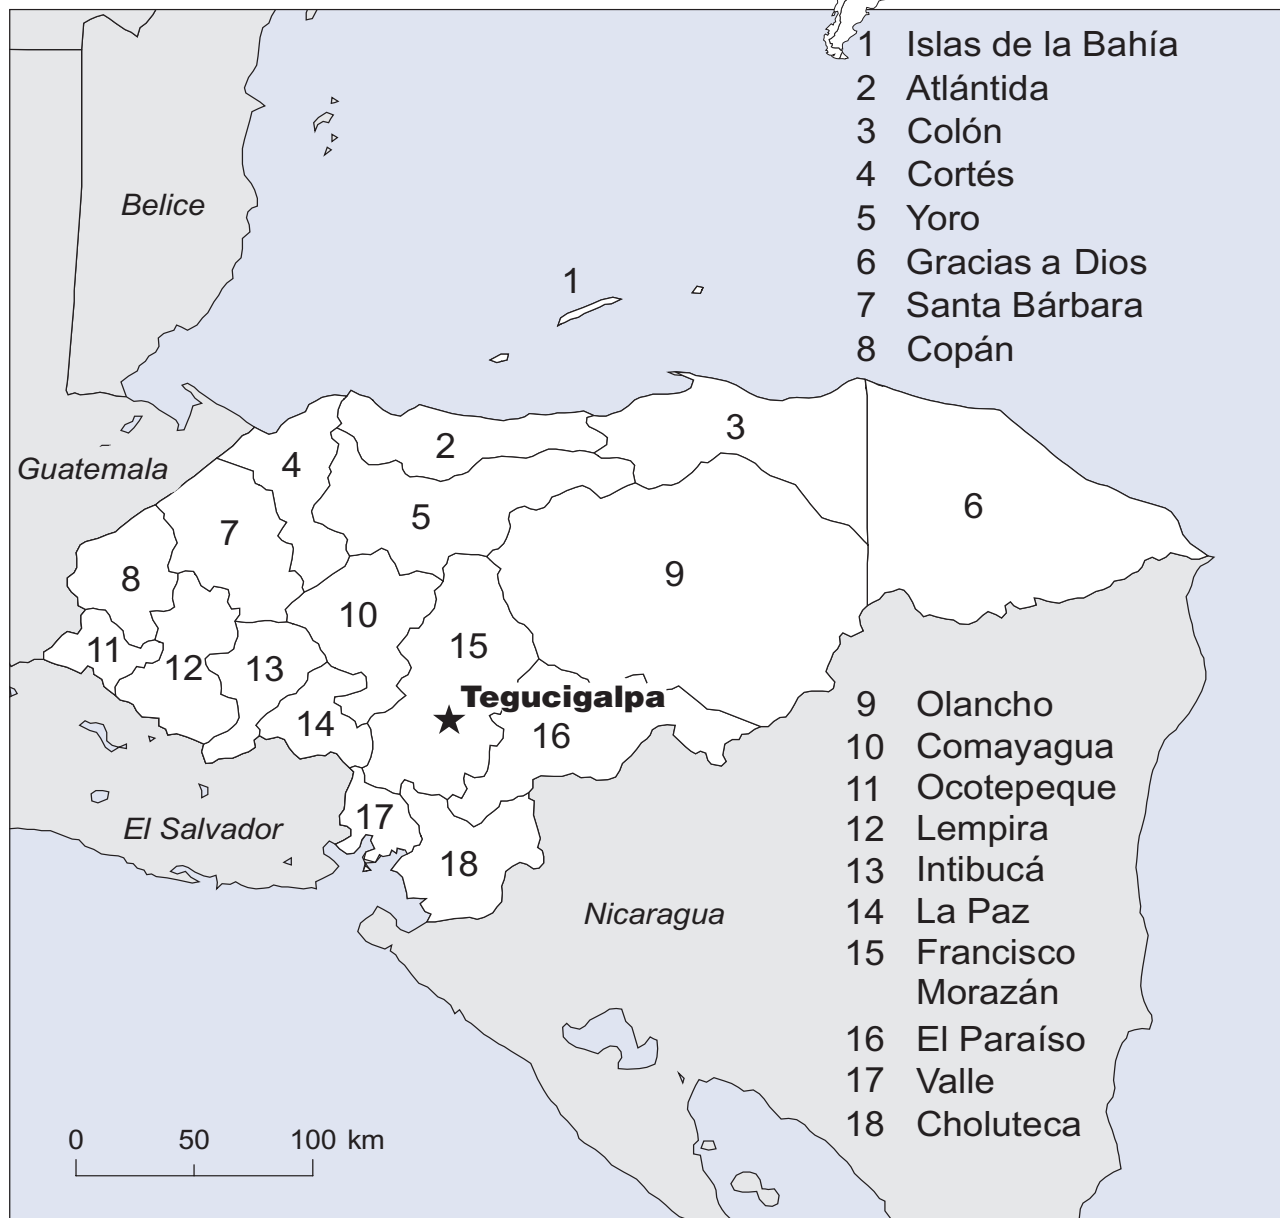 1 Islas de la Bahía
2 Atlántida
3 Colón
4 Cortés
5 Yoro
6 Gracias a Dios
7 Santa Bárbara
8 Copán
Belice
1
Guatemala
2
3
4
5
6
7
8
9
10
11
12
13
14
15
Tegucigalpa
16
17
18
El Salvador
Nicaragua
9 Olancho
10 Comayagua
11 Ocotepeque
12 Lempira
13 Intibucá
14 La Paz
15 Francisco
Morazán
16 El Paraíso
17 Valle
18 Choluteca
0 50 100 km